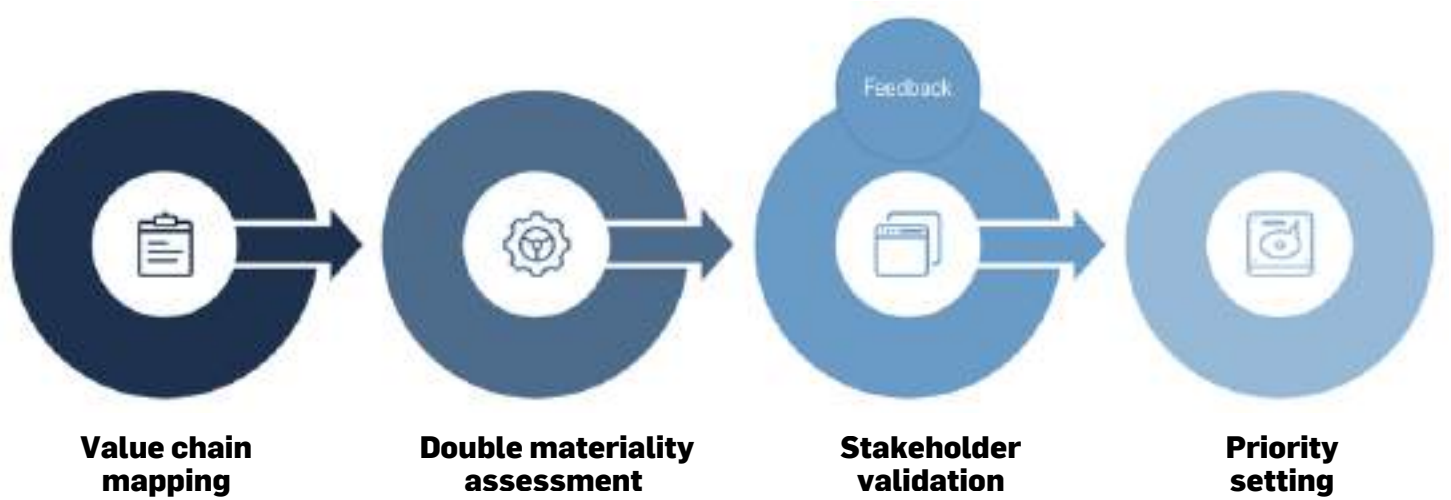 Feedback
Value chain
mapping
Double materiality
assessment
Stakeholder
validation
Priority
setting